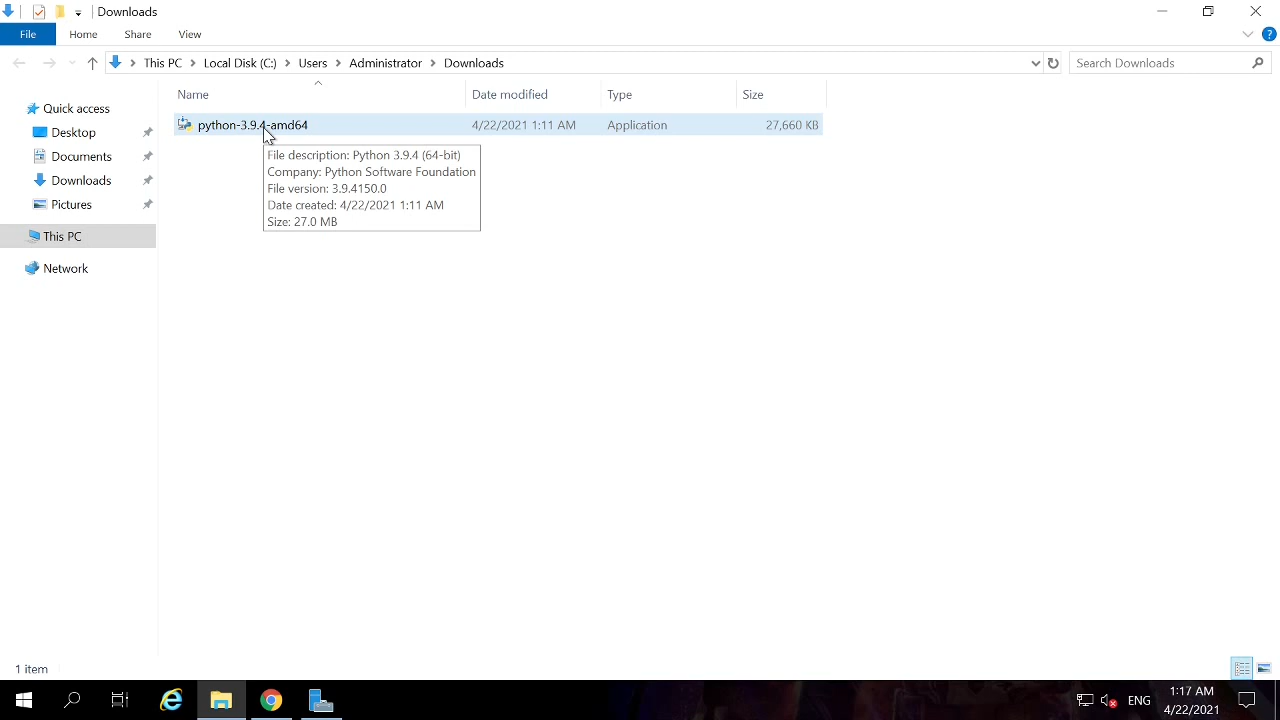 Downloads
File Home Share View
This PC Local Disk (C:) Users Administrator Downloads
Search Downloads
Name Date modified Type Size
python-3.9.4-amd64 4/22/2021 1:11 AM Application 27,660 KB
File description: Python 3.9.4 (64-bit)
Company: Python Software Foundation
File version: 3.9.4150.0
Date created: 4/22/2021 1:11 AM
Size: 27.0 MB
Quick access
Desktop
Documents
Downloads
Pictures
This PC
Network
1 item
ENG
1:17 AM
4/22/2021